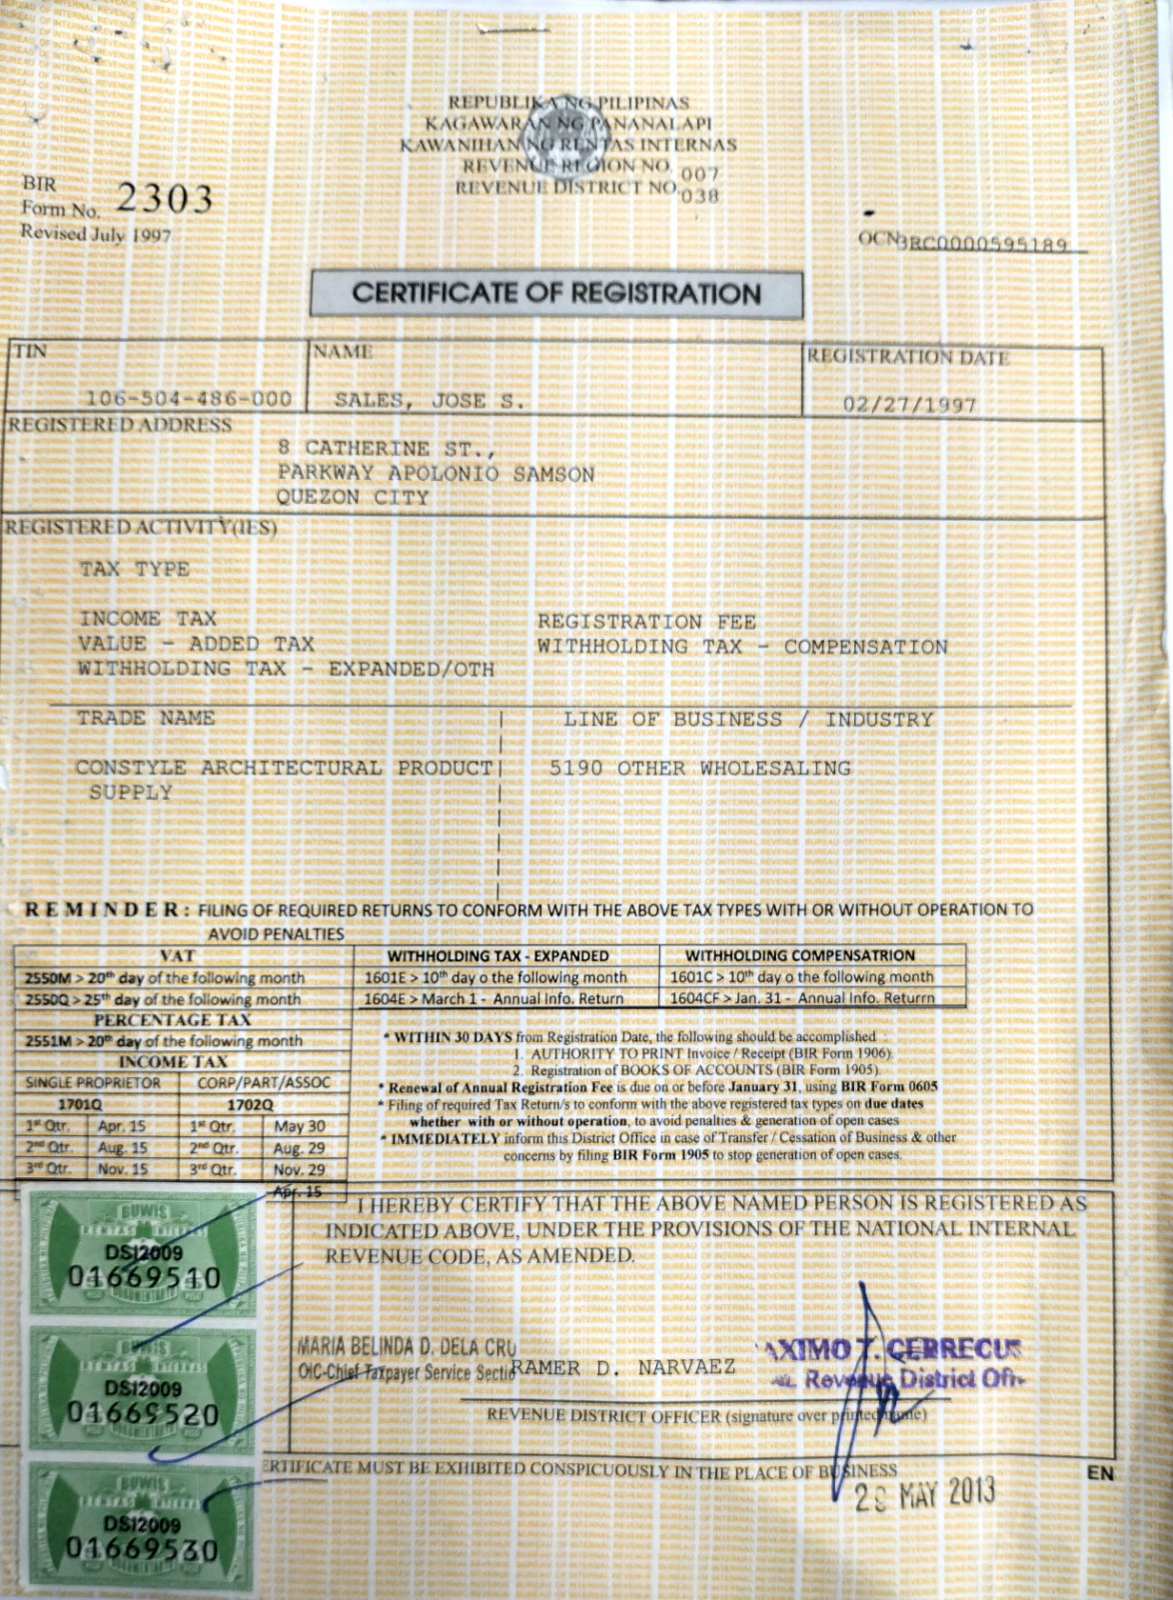 REPUBLIKA NG PILIPINAS
KAGAWARAN NG PANANALAPI
KAWANIHAN NG RENTAS INTERNAS
REVENUE REGION NO. 007
REVENUE DISTRICT NO. 038
BIR
Form No. 2303
Revised July 1997
OCN 3RC0000595189
CERTIFICATE OF REGISTRATION
TIN NAME REGISTRATION DATE
106-504-486-000 SALES, JOSE S. 02/27/1997
REGISTERED ADDRESS
8 CATHERINE ST.,
PARKWAY APOLONIO SAMSON
QUEZON CITY
REGISTERED ACTIVITY(IES)
TAX TYPE
INCOME TAX REGISTRATION FEE
VALUE - ADDED TAX WITHHOLDING TAX - COMPENSATION
WITHHOLDING TAX - EXPANDED/OTH
TRADE NAME LINE OF BUSINESS / INDUSTRY
CONSTYLE ARCHITECTURAL PRODUCT 5190 OTHER WHOLESALING
SUPPLY
REMINDER: FILING OF REQUIRED RETURNS TO CONFORM WITH THE ABOVE TAX TYPES WITH OR WITHOUT OPERATION TO
AVOID PENALTIES
VAT WITHHOLDING TAX - EXPANDED WITHHOLDING COMPENSATRION
2550M > 20th day of the following month 1601E > 10th day o the following month 1601C > 10th day o the following month
2550Q > 25th day of the following month 1604E > March 1 - Annual Info. Return 1604CF > Jan. 31 - Annual Info. Returrn
PERCENTAGE TAX
2551M > 20th day of the following month
INCOME TAX
SINGLE PROPRIETOR CORP/PART/ASSOC
1701Q 1702Q
1st Qtr. Apr. 15 1st Qtr. May 30
2nd Qtr. Aug. 15 2nd Qtr. Aug. 29
3rd Qtr. Nov. 15 3rd Qtr. Nov. 29
Apr. 15
* WITHIN 30 DAYS from Registration Date, the following should be accomplished
1. AUTHORITY TO PRINT Invoice / Receipt (BIR Form 1906)
2. Registration of BOOKS OF ACCOUNTS (BIR Form 1905)
* Renewal of Annual Registration Fee is due on or before January 31, using BIR Form 0605
* Filing of required Tax Return/s to conform with the above registered tax types on due dates
whether with or without operation, to avoid penalties & generation of open cases
* IMMEDIATELY inform this District Office in case of Transfer / Cessation of Business & other
concerns by filing BIR Form 1905 to stop generation of open cases.
I HEREBY CERTIFY THAT THE ABOVE NAMED PERSON IS REGISTERED AS
INDICATED ABOVE, UNDER THE PROVISIONS OF THE NATIONAL INTERNAL
REVENUE CODE, AS AMENDED.
BUWIS
RENTAS INTERNAS
DSI2009
01669510
BUWIS
RENTAS INTERNAS
DSI2009
01669520
BUWIS
RENTAS INTERNAS
DSI2009
01669530
MARIA BELINDA D. DELA CRU
OIC-Chief Taxpayer Service Sectio
RAMER D. NARVAEZ
AXIMO T. CERRECUS
Revenue District Offi
REVENUE DISTRICT OFFICER (signature over printed name)
ERTIFICATE MUST BE EXHIBITED CONSPICUOUSLY IN THE PLACE OF BUSINESS
EN
MAY 2013